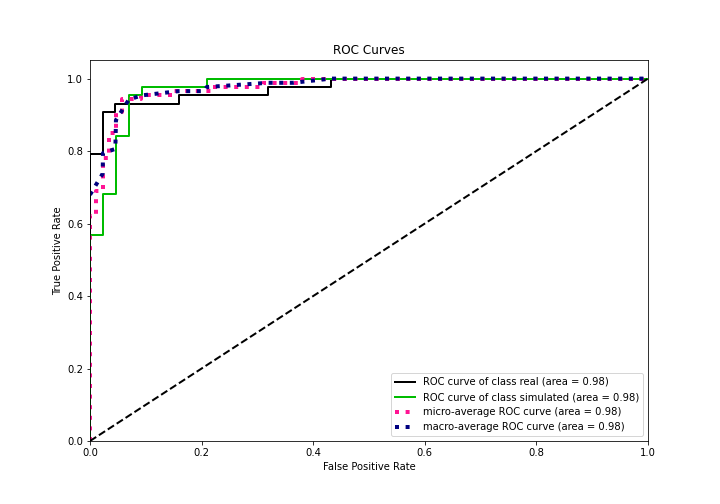 ROC Curves
True Positive Rate
1.0
0.8
0.6
0.4
0.2
0.0
ROC curve of class real (area = 0.98)
ROC curve of class simulated (area = 0.98)
micro-average ROC curve (area = 0.98)
macro-average ROC curve (area = 0.98)
0.0 0.2 0.4 0.6 0.8 1.0
False Positive Rate